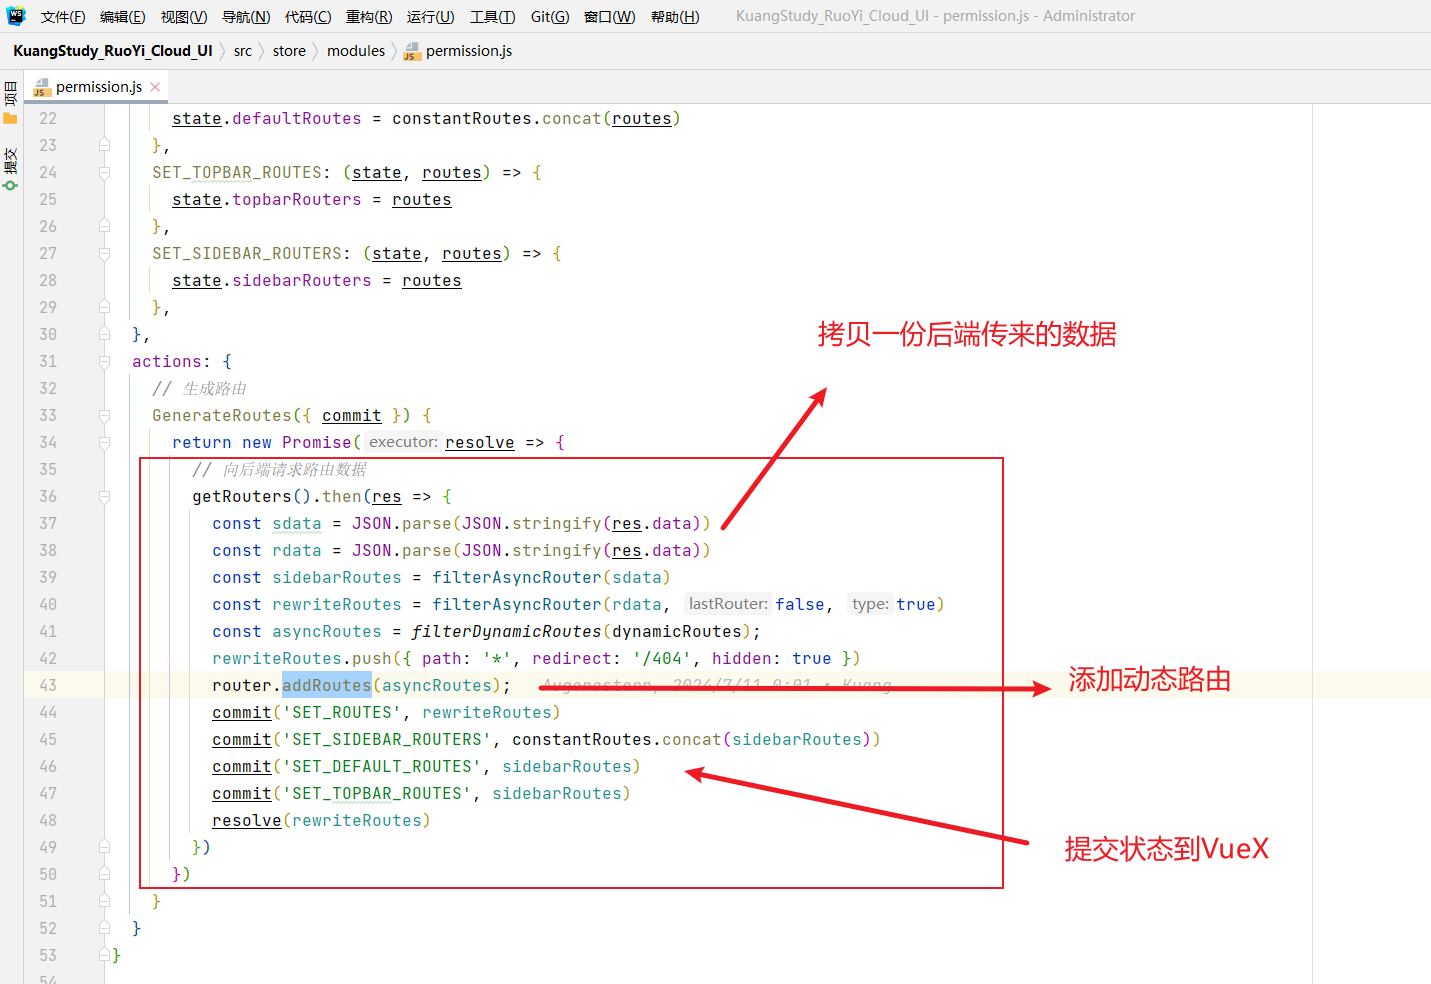 文件(F) 编辑(E) 视图(V) 导航(N) 代码(C) 重构(R) 运行(U) 工具(T) Git(G) 窗口(W) 帮助(H) KuangStudy_RuoYi_Cloud_UI - permission.js - Administrator
KuangStudy_RuoYi_Cloud_UI src store modules permission.js
permission.js
项目
提交
22 state.defaultRoutes = constantRoutes.concat(routes)
23 },
24 SET_TOPBAR_ROUTES: (state, routes) => {
25 state.topbarRouters = routes
26 },
27 SET_SIDEBAR_ROUTERS: (state, routes) => {
28 state.sidebarRouters = routes
29 },
30 },
拷贝一份后端传来的数据
31 actions: {
32 // 生成路由
33 GenerateRoutes({ commit }) {
34 return new Promise( executor: resolve => {
35 // 向后端请求路由数据
36 getRouters().then(res => {
37 const sdata = JSON.parse(JSON.stringify(res.data))
38 const rdata = JSON.parse(JSON.stringify(res.data))
39 const sidebarRoutes = filterAsyncRouter(sdata)
40 const rewriteRoutes = filterAsyncRouter(rdata, lastRouter: false, type: true)
41 const asyncRoutes = filterDynamicRoutes(dynamicRoutes);
42 rewriteRoutes.push({ path: '*', redirect: '/404', hidden: true })
43 router.addRoutes(asyncRoutes); 2024/7/11 0:01 · Kuang
添加动态路由
44 commit('SET_ROUTES', rewriteRoutes)
45 commit('SET_SIDEBAR_ROUTERS', constantRoutes.concat(sidebarRoutes))
46 commit('SET_DEFAULT_ROUTES', sidebarRoutes)
47 commit('SET_TOPBAR_ROUTES', sidebarRoutes)
48 resolve(rewriteRoutes)
提交状态到VueX
49 })
50 })
51 }
52 }
53 }
54